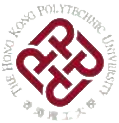 THE HONG KONG POLYTECHNIC UNIVERSITY
香港理工大學